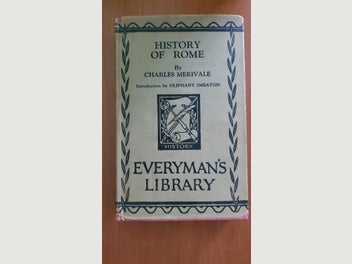 HISTORY
OF ROME
By
CHARLES MERIVALE
Introduction by OLIPHANT SMEATON
HISTORY
EVERYMAN'S
LIBRARY